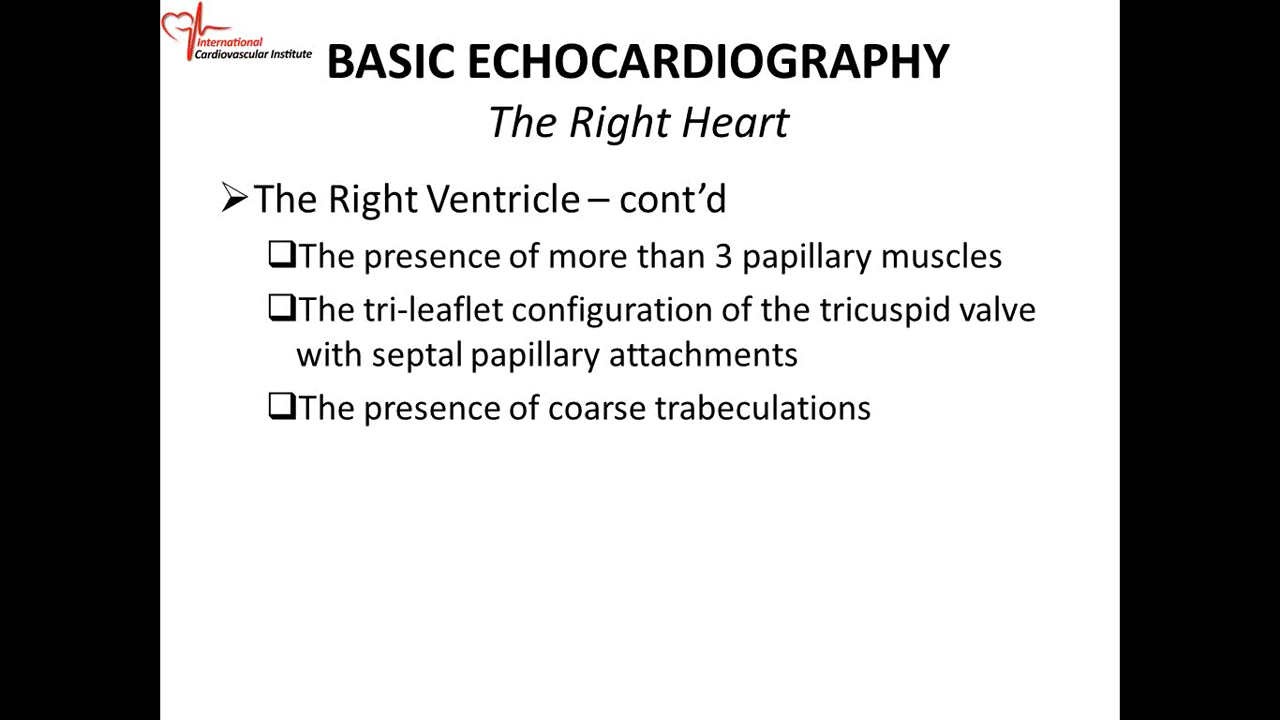 International
Cardiovascular Institute
BASIC ECHOCARDIOGRAPHY
The Right Heart
The Right Ventricle – cont’d
The presence of more than 3 papillary muscles
The tri-leaflet configuration of the tricuspid valve
with septal papillary attachments
The presence of coarse trabeculations